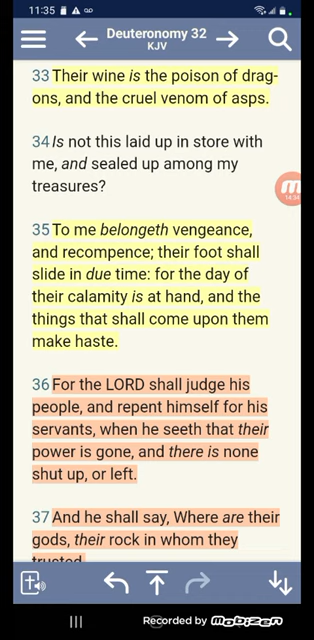 11:35
Deuteronomy 32
KJV
33 Their wine is the poison of drag-
ons, and the cruel venom of asps.
34 Is not this laid up in store with
me, and sealed up among my
treasures?
35 To me belongeth vengeance,
and recompence; their foot shall
slide in due time: for the day of
their calamity is at hand, and the
things that shall come upon them
make haste.
36 For the LORD shall judge his
people, and repent himself for his
servants, when he seeth that their
power is gone, and there is none
shut up, or left.
37 And he shall say, Where are their
gods, their rock in whom they
trusted
Recorded by mobizen